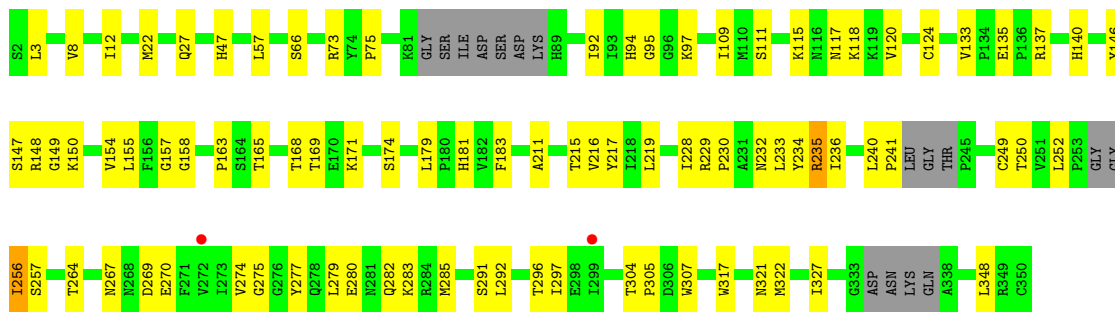 S2 L3 V8 I12 M22 Q27 H47 L57 S66 R73 Y74 P75 K81 GLY SER ILE ASP SER ASP LYS H89 I92 I93 H94 G95 G96 K97 I109 M110 S111 K115 N116 N117 K118 K119 V120 C124 V133 P134 E135 P136 R137 H140 Y146
S147 R148 G149 K150 V154 L155 F156 G157 G158 P163 S164 T165 T168 T169 E170 K171 S174 L179 P180 H181 V182 F183 A211 T215 V216 Y217 I218 L219 I228 R229 P230 A231 N232 L233 Y234 R235 I236 L240 P241 LEU GLY THR P245 C249 T250 V251 L252 P253 GLY GLY
I256 S257 T264 N267 N268 D269 E270 F271 V272 I273 V274 G275 G276 Y277 Q278 L279 E280 N281 Q282 K283 R284 M285 S291 L292 T296 I297 E298 I299 T304 P305 D306 W307 W317 N321 M322 I327 G333 ASP ASN LYS GLN A338 L348 R349 C350